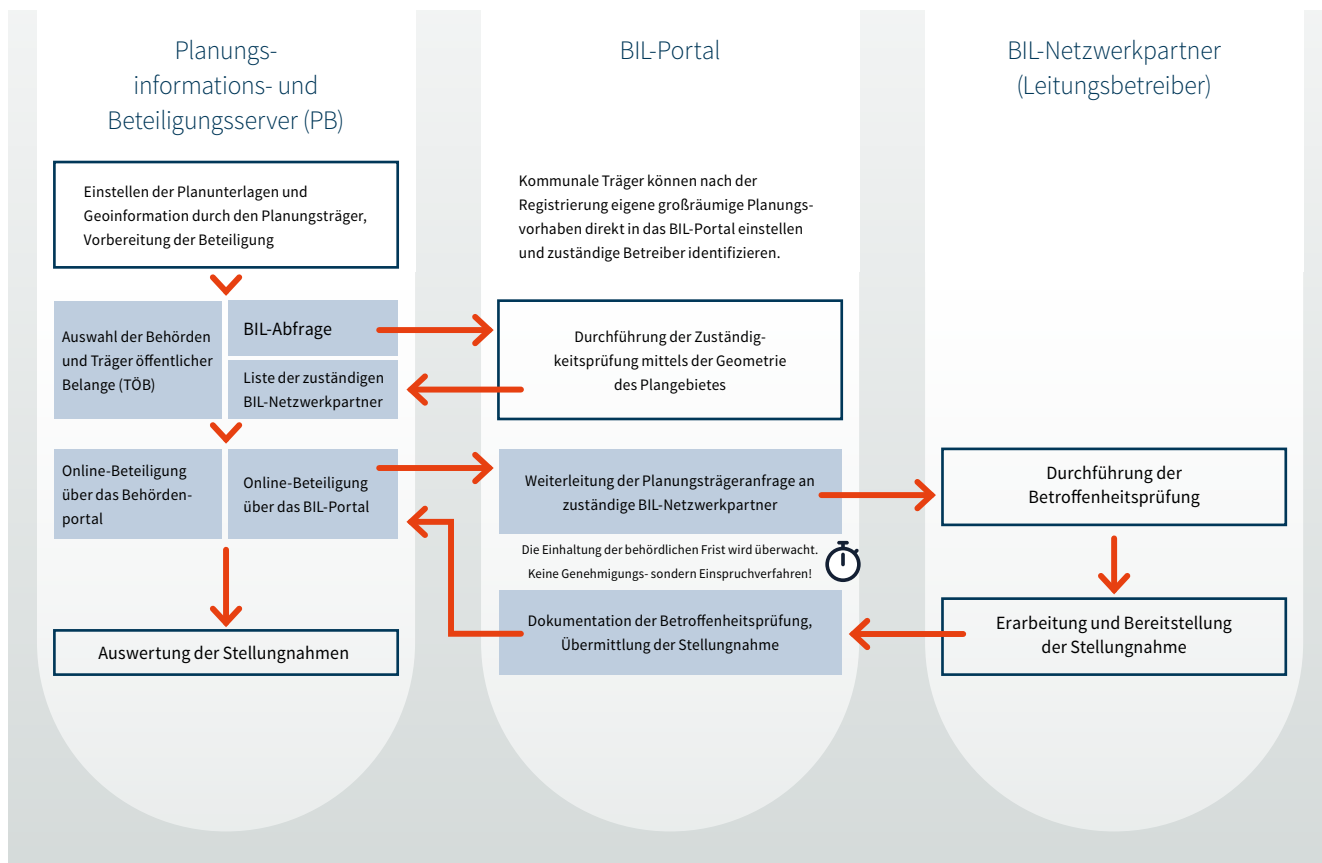 Planungs-
informations- und
Beteiligungsserver (PB)
Einstellen der Planunterlagen und
Geoinformation durch den Planungsträger,
Vorbereitung der Beteiligung
Auswahl der Behörden
und Träger öffentlicher
Belange (TÖB)
BIL-Abfrage
Liste der zuständigen
BIL-Netzwerkpartner
Online-Beteiligung
über das Behörden-
portal
Online-Beteiligung
über das BIL-Portal
Auswertung der Stellungnahmen
BIL-Portal
Kommunale Träger können nach der
Registrierung eigene großräumige Planungs-
vorhaben direkt in das BIL-Portal einstellen
und zuständige Betreiber identifizieren.
Durchführung der Zuständig-
keitsprüfung mittels der Geometrie
des Plangebietes
Weiterleitung der Planungsträgeranfrage an
zuständige BIL-Netzwerkpartner
Die Einhaltung der behördlichen Frist wird überwacht.
Keine Genehmigungs- sondern Einspruchverfahren!
Dokumentation der Betroffenheitsprüfung,
Übermittlung der Stellungnahme
BIL-Netzwerkpartner
(Leitungsbetreiber)
Durchführung der
Betroffenheitsprüfung
Erarbeitung und Bereitstellung
der Stellungnahme